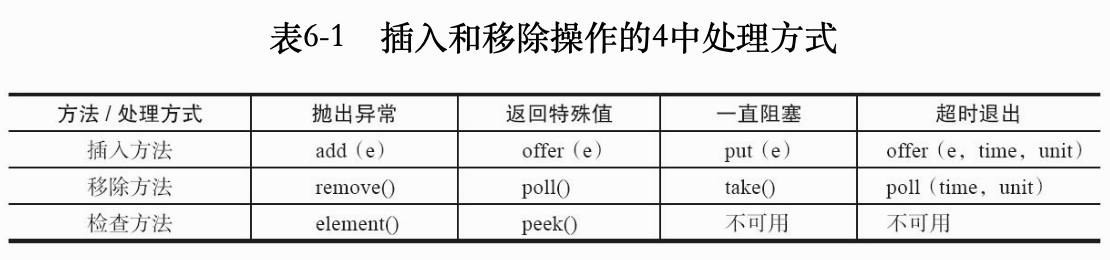 表6-1 插入和移除操作的4中处理方式
方法 / 处理方式 抛出异常 返回特殊值 一直阻塞 超时退出
插入方法 add（e） offer（e） put（e） offer（e，time，unit）
移除方法 remove() poll() take() poll（time，unit）
检查方法 element() peek() 不可用 不可用